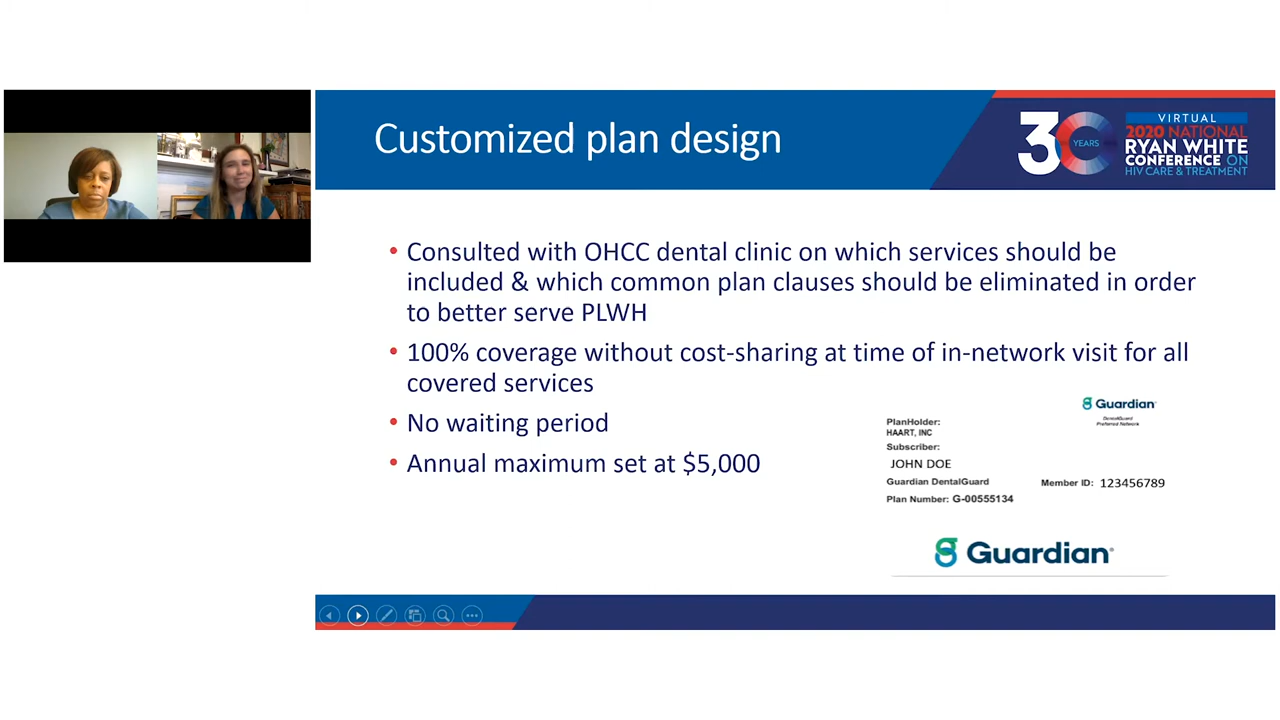 Customized plan design
30 YEARS
VIRTUAL
2020 NATIONAL
RYAN WHITE
CONFERENCE ON
HIV CARE & TREATMENT
• Consulted with OHCC dental clinic on which services should be
included & which common plan clauses should be eliminated in order
to better serve PLWH
• 100% coverage without cost-sharing at time of in-network visit for all
covered services
• No waiting period
• Annual maximum set at $5,000
Guardian
DentalGuard
Preferred Network
PlanHolder:
HAART, INC
Subscriber:
JOHN DOE
Guardian DentalGuard
Member ID: 123456789
Plan Number: G-00555134
Guardian